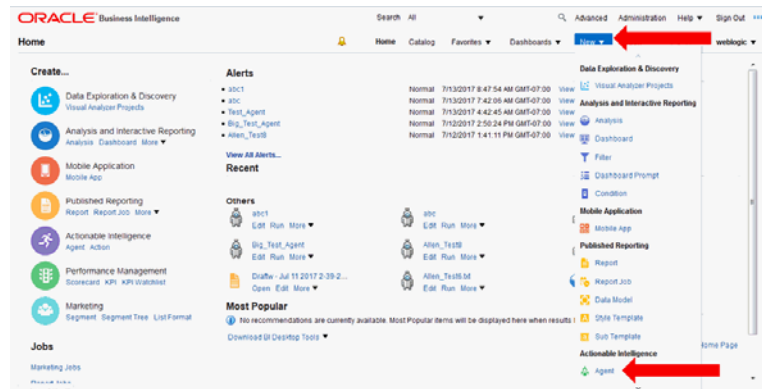 ORACLE Business Intelligence
Search All Advanced Administration Help Sign Out
Home
Home Catalog Favorites Dashboards New weblogic
Create...
Data Exploration & Discovery
Visual Analyzer Projects
Analysis and Interactive Reporting
Analysis Dashboard More
Mobile Application
Mobile App
Published Reporting
Report Report Job More
Actionable Intelligence
Agent Action
Performance Management
Scorecard KPI KPI Watchlist
Marketing
Segment Segment Tree List Format
Jobs
Marketing Jobs
Alerts
abc1 Normal 7/13/2017 8:47:54 AM GMT-07:00 View
abc Normal 7/13/2017 7:42:06 AM GMT-07:00 View
Test_Agent Normal 7/13/2017 4:42:45 AM GMT-07:00 View
Big_Test_Agent Normal 7/12/2017 2:50:24 PM GMT-07:00 View
Allen_Test8 Normal 7/12/2017 1:41:11 PM GMT-07:00 View
View All Alerts...
Recent
Others
abc1
Edit Run More
abc
Edit Run More
Big_Test_Agent
Edit Run More
Allen_Test8
Edit Run More
Draftw - Jul 11 2017 2-39-2...
Open Edit More
Allen_Test6.txt
Edit Run More
Most Popular
No recommendations are currently available. Most Popular items will be displayed here when results
Download BI Desktop Tools
Home Page
Data Exploration & Discovery
Visual Analyzer Projects
Analysis and Interactive Reporting
Analysis
Dashboard
Filter
Dashboard Prompt
Condition
Mobile Application
Mobile App
Published Reporting
Report
Report Job
Data Model
Style Template
Sub Template
Actionable Intelligence
Agent